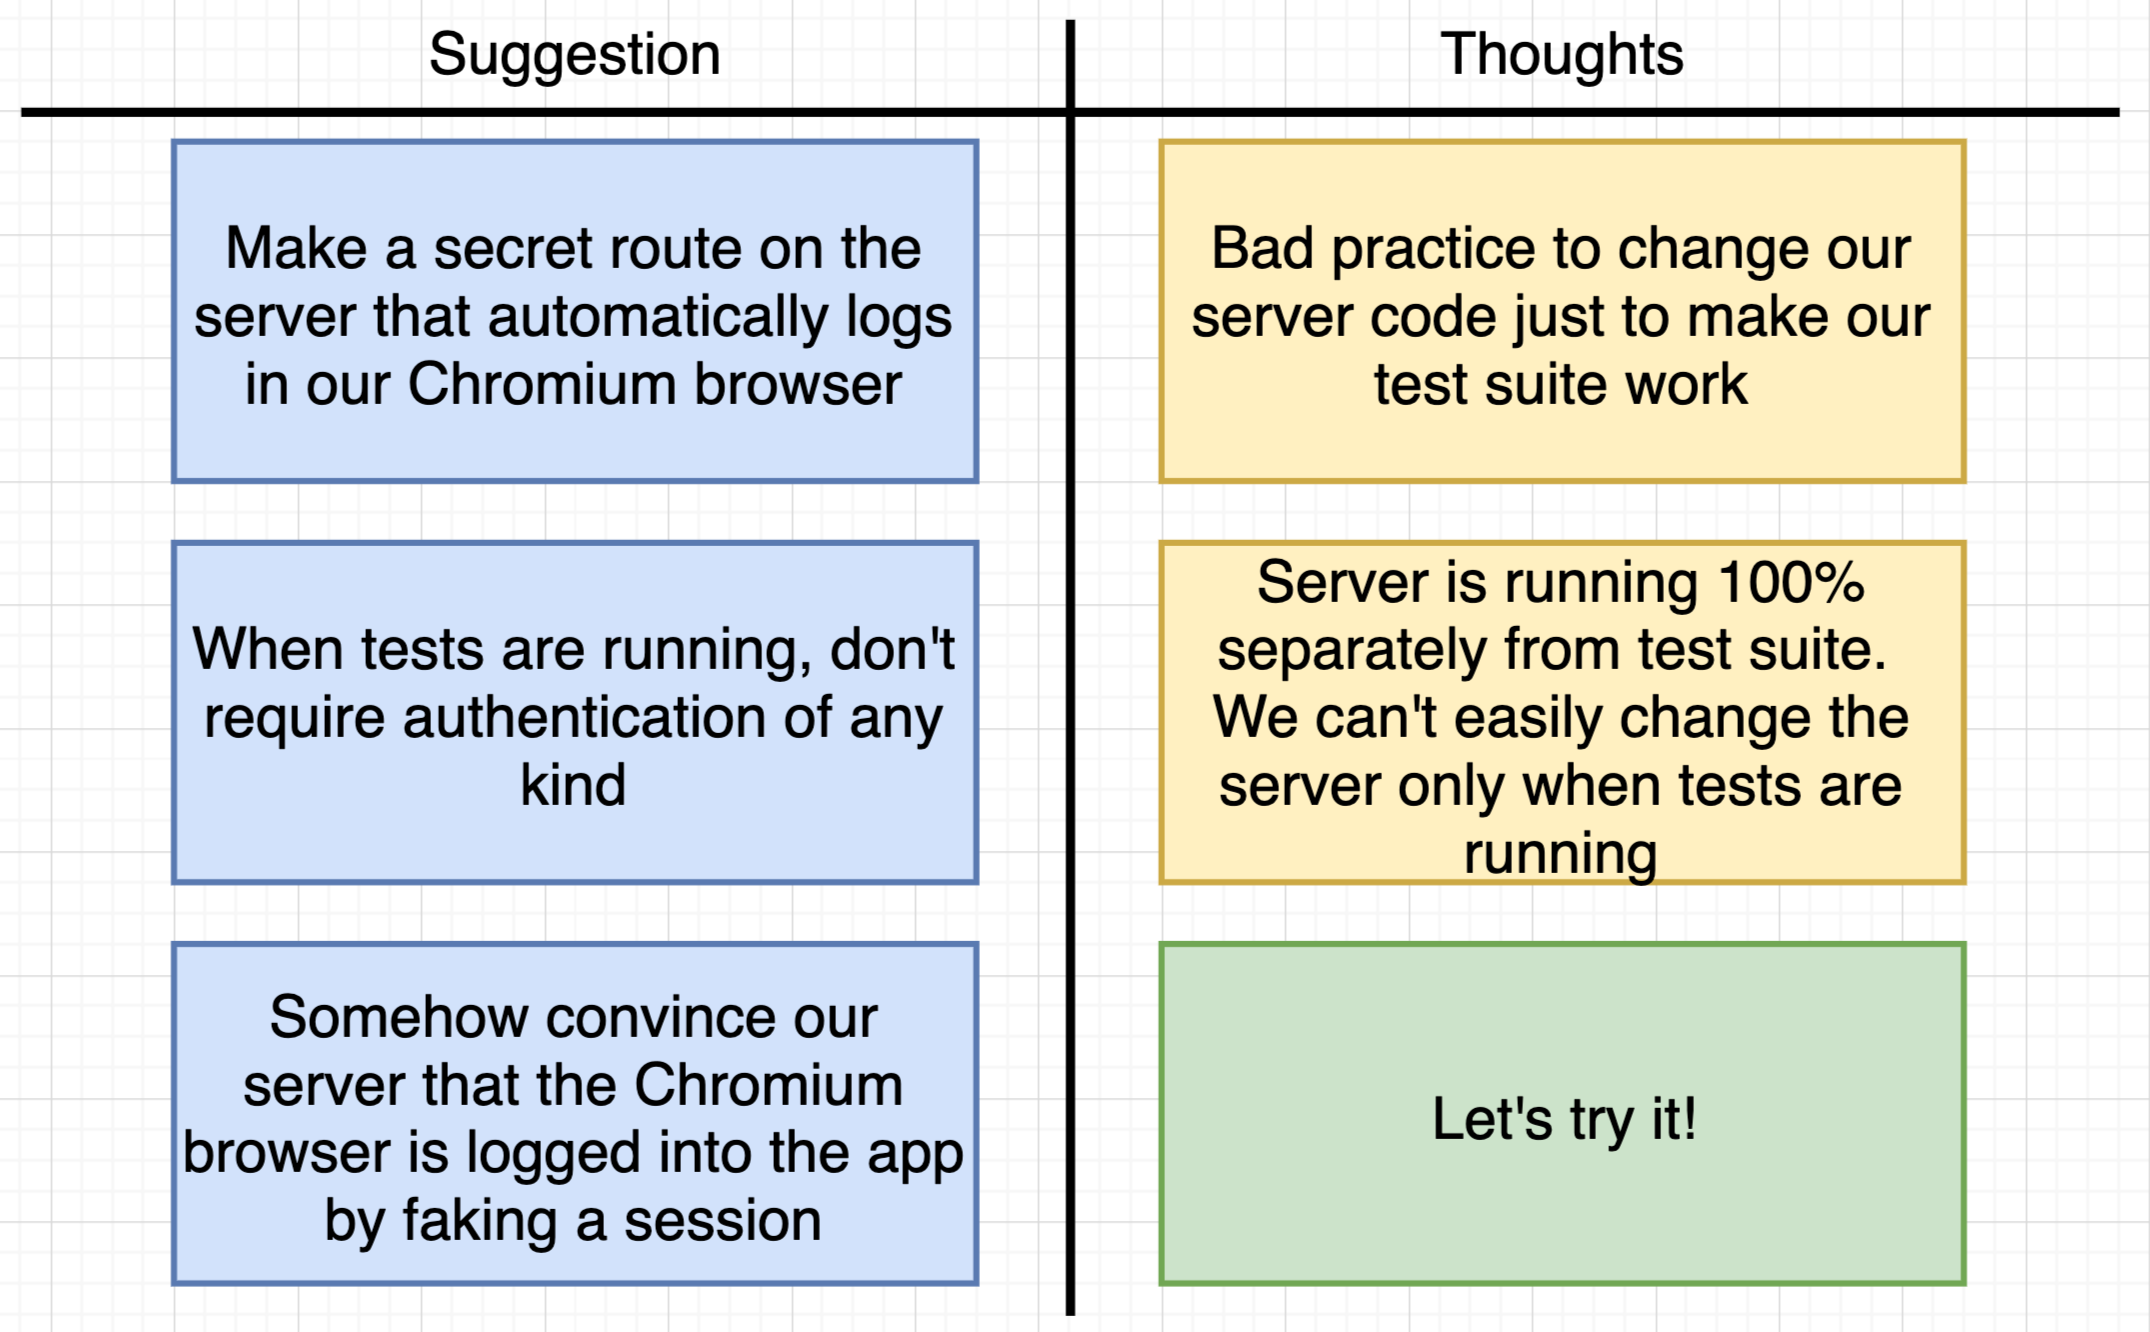 Suggestion
Thoughts
Make a secret route on the
server that automatically logs
in our Chromium browser
Bad practice to change our
server code just to make our
test suite work
When tests are running, don't
require authentication of any
kind
Server is running 100%
separately from test suite.
We can't easily change the
server only when tests are
running
Somehow convince our
server that the Chromium
browser is logged into the app
by faking a session
Let's try it!